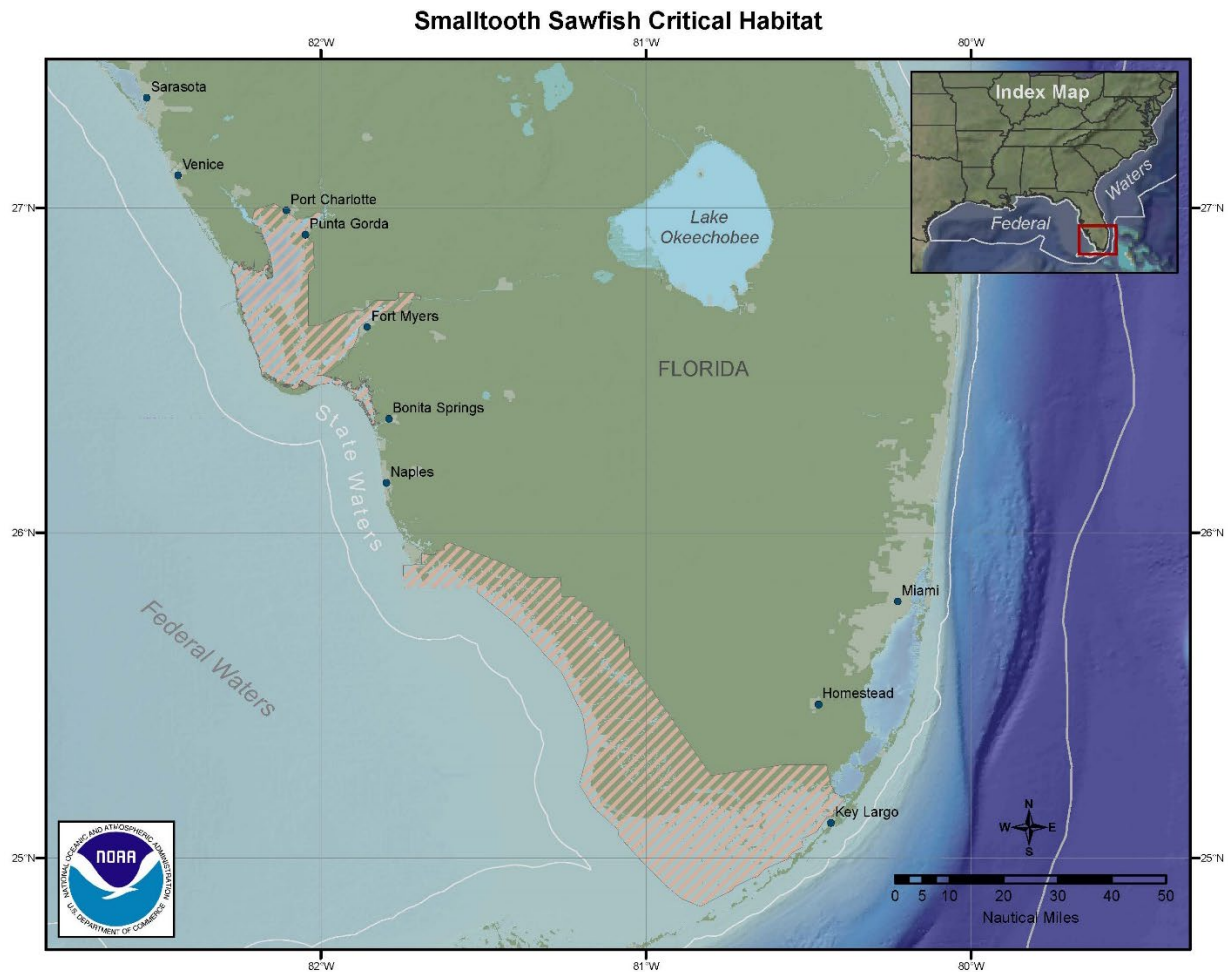 Smalltooth Sawfish Critical Habitat
82°W
81°W
80°W
Sarasota
Index Map
Waters
Federal
Venice
27°N
27°N
Port Charlotte
Punta Gorda
Lake
Okeechobee
Fort Myers
FLORIDA
Bonita Springs
State Waters
Naples
26°N
26°N
Miami
Federal Waters
Homestead
Key Largo
N
W
E
S
25°N
25°N
0
5
10
20
30
40
50
Nautical Miles
NATIONAL OCEANIC AND ATMOSPHERIC ADMINISTRATION
NOAA
U.S. DEPARTMENT OF COMMERCE
82°W
81°W
80°W